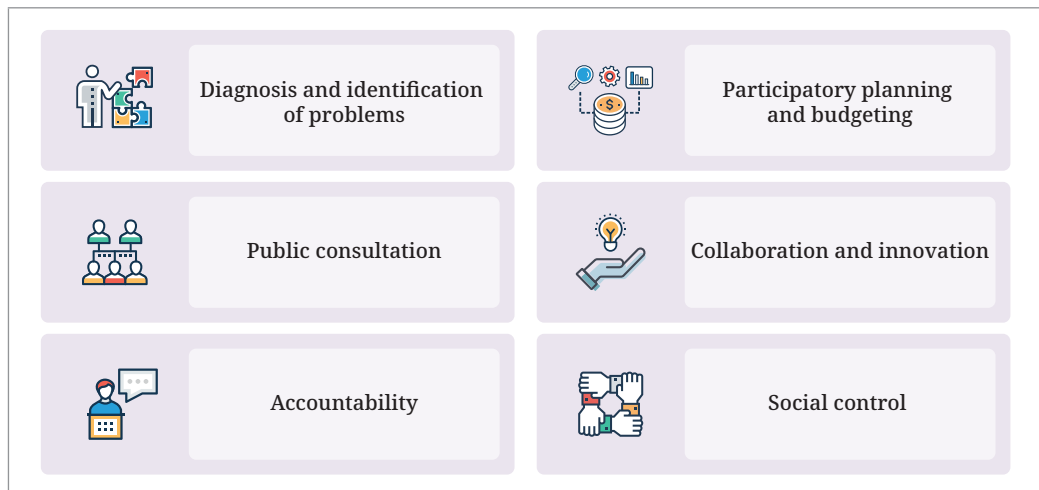 Diagnosis and identification
of problems
Participatory planning
and budgeting
Public consultation
Collaboration and innovation
Accountability
Social control